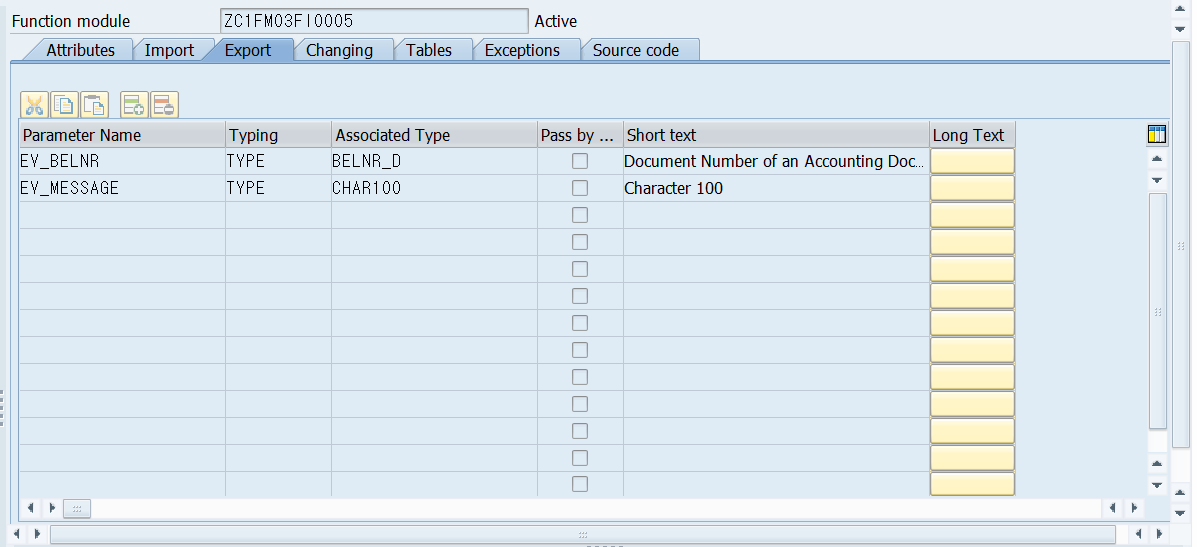 Function module ZC1FM03FI0005 Active
Attributes Import Export Changing Tables Exceptions Source code
Parameter Name Typing Associated Type Pass by ... Short text Long Text
EV_BELNR TYPE BELNR_D Document Number of an Accounting Doc...
EV_MESSAGE TYPE CHAR100 Character 100